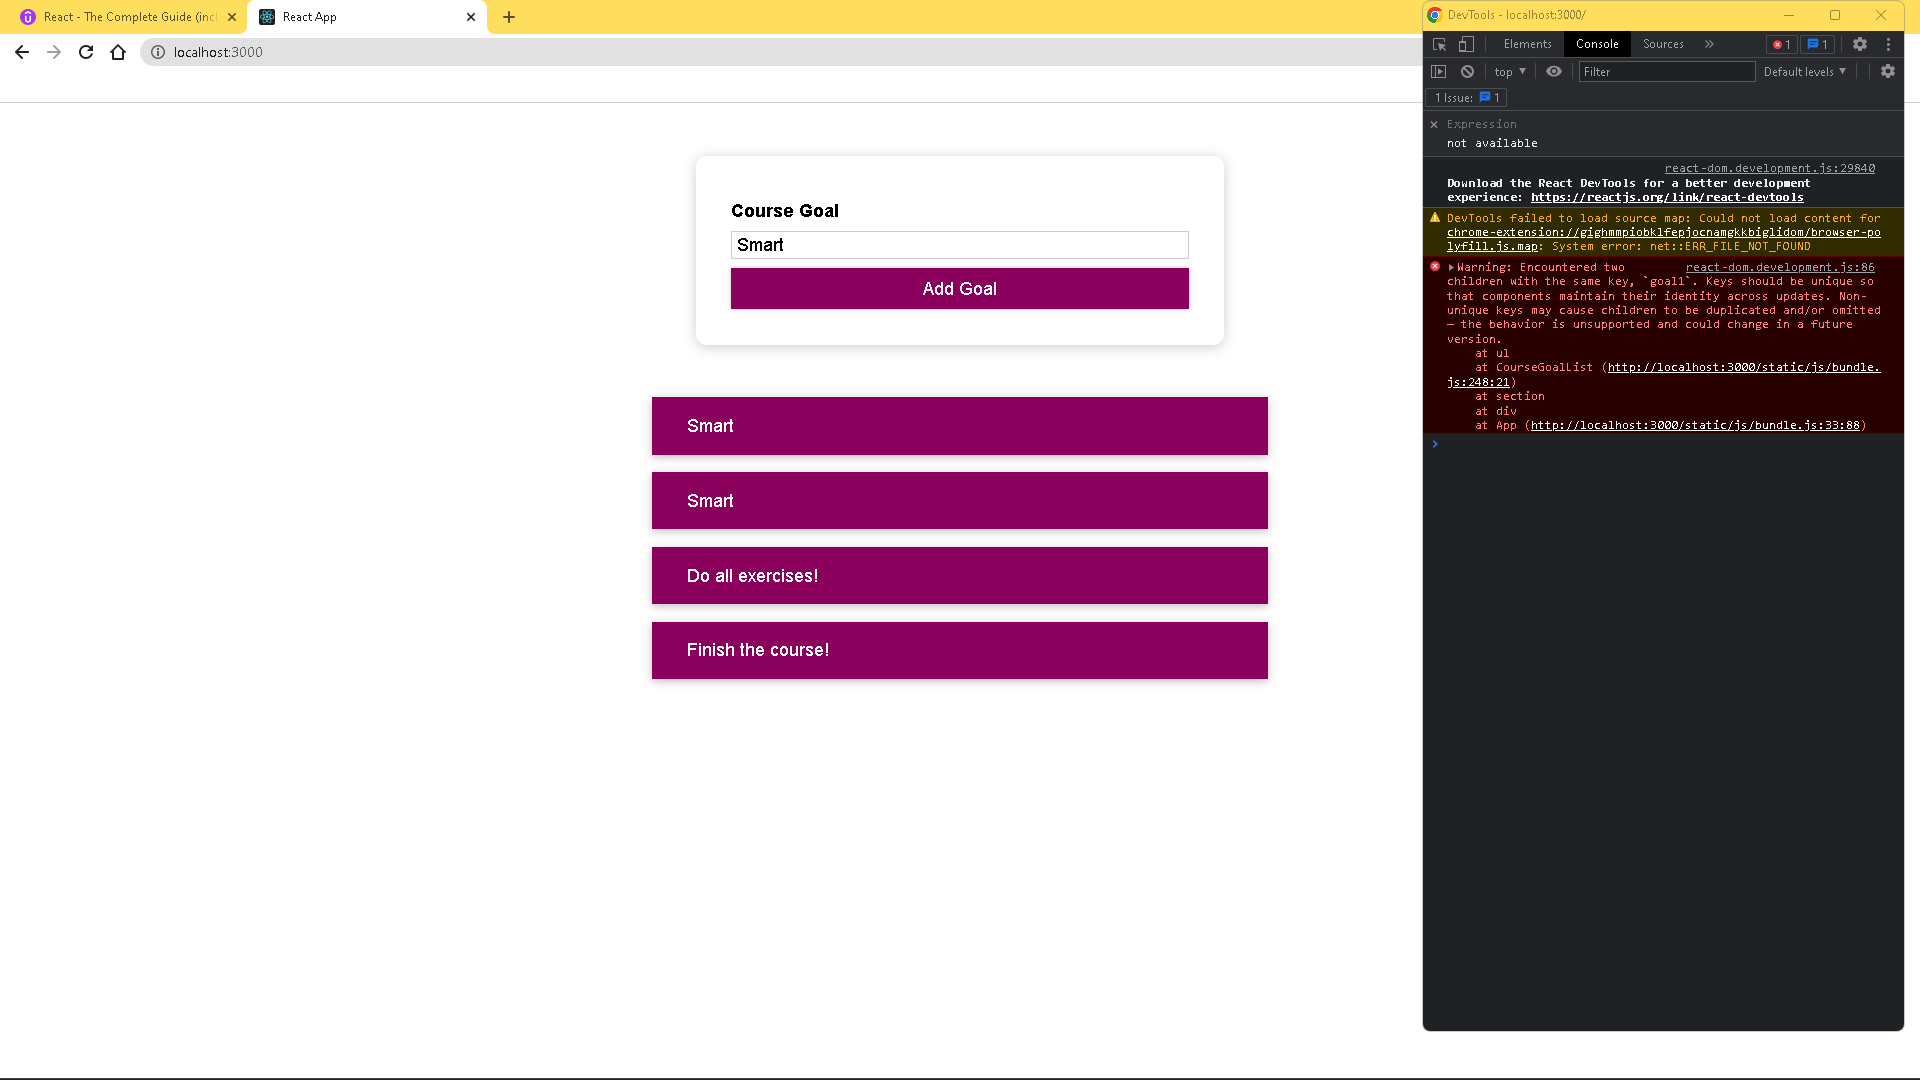 React - The Complete Guide (incl
React App
localhost:3000
Course Goal
Smart
Add Goal
Smart
Smart
Do all exercises!
Finish the course!
DevTools - localhost:3000/
Elements
Console
Sources
1
1
top
Filter
Default levels
1 Issue:
1
Expression
not available
react-dom.development.js:29840
Download the React DevTools for a better development
experience: https://reactjs.org/link/react-devtools
DevTools failed to load source map: Could not load content for
chrome-extension://gighmmpiobklfepjocnamgkkbiglidom/browser-po
lyfill.js.map: System error: net::ERR_FILE_NOT_FOUND
Warning: Encountered two react-dom.development.js:86
children with the same key, `goal1`. Keys should be unique so
that components maintain their identity across updates. Non-
unique keys may cause children to be duplicated and/or omitted
— the behavior is unsupported and could change in a future
version.
at ul
at CourseGoalList (http://localhost:3000/static/js/bundle.
js:248:21)
at section
at div
at App (http://localhost:3000/static/js/bundle.js:33:88)